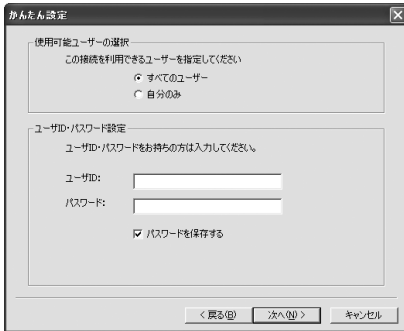 かんたん設定
使用可能ユーザーの選択
この接続を利用できるユーザーを指定してください
すべてのユーザー
自分のみ
ユーザID・パスワード設定
ユーザID・パスワードをお持ちの方は入力してください。
ユーザID:
パスワード:
パスワードを保存する
< 戻る(B) 次へ(N) > キャンセル